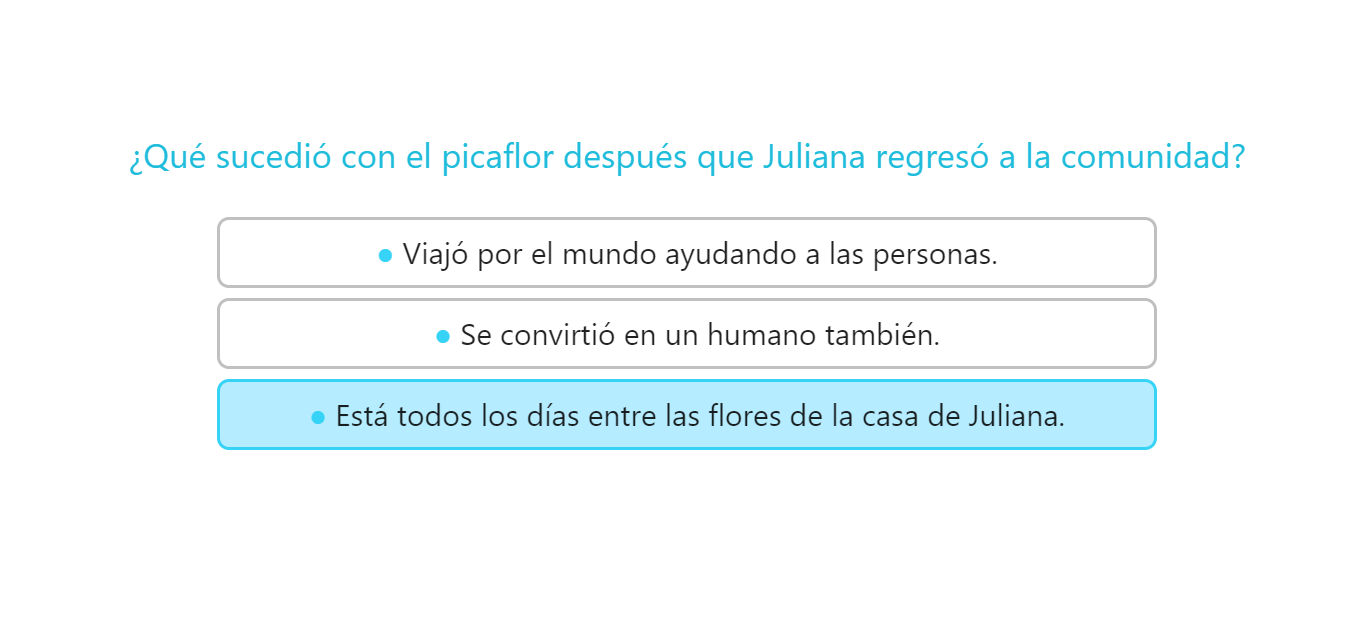 ¿Qué sucedió con el picaflor después que Juliana regresó a la comunidad?
● Viajó por el mundo ayudando a las personas.
● Se convirtió en un humano también.
● Está todos los días entre las flores de la casa de Juliana.